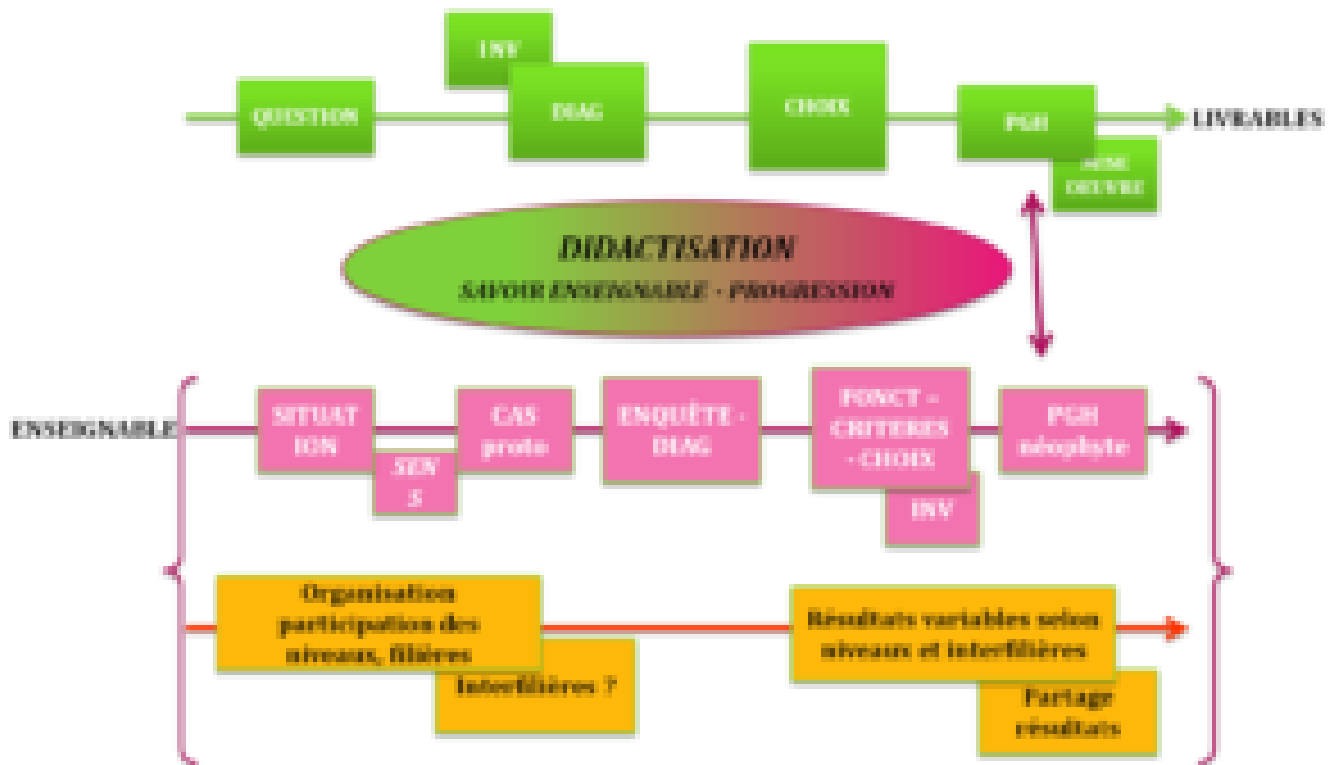 INV
QUESTION
DIAG
CHOIX
PGH
LIVRABLES
MISE
OEUVRE
DIDACTISATION
SAVOIR ENSEIGNABLE - PROGRESSION
ENSEIGNABLE
SITUAT
ION
SEN
S
CAS
proto
ENQUÊTE -
DIAG
FONCT -
CRITERES
- CHOIX
INV
PGH
néophyte
Organisation
participation des
niveaux, filières
Interfilières ?
Résultats variables selon
niveaux et interfilières
Partage
résultats